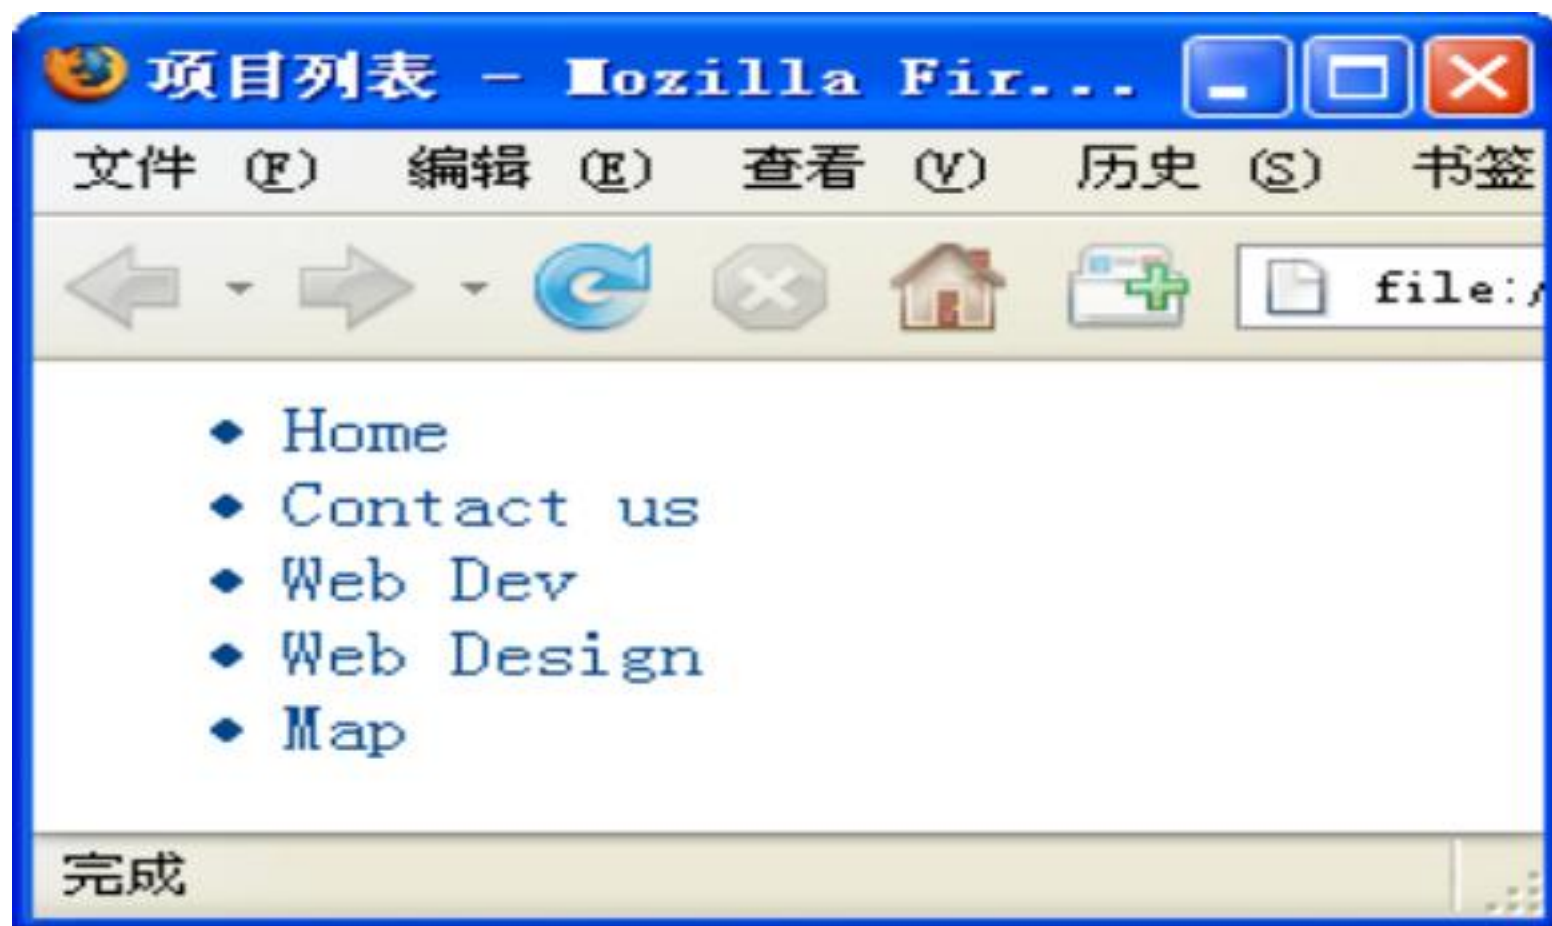 项目列表 - Mozilla Fir...
文件 (F) 编辑 (E) 查看 (V) 历史 (S) 书签
file:/
Home
Contact us
Web Dev
Web Design
Map
完成